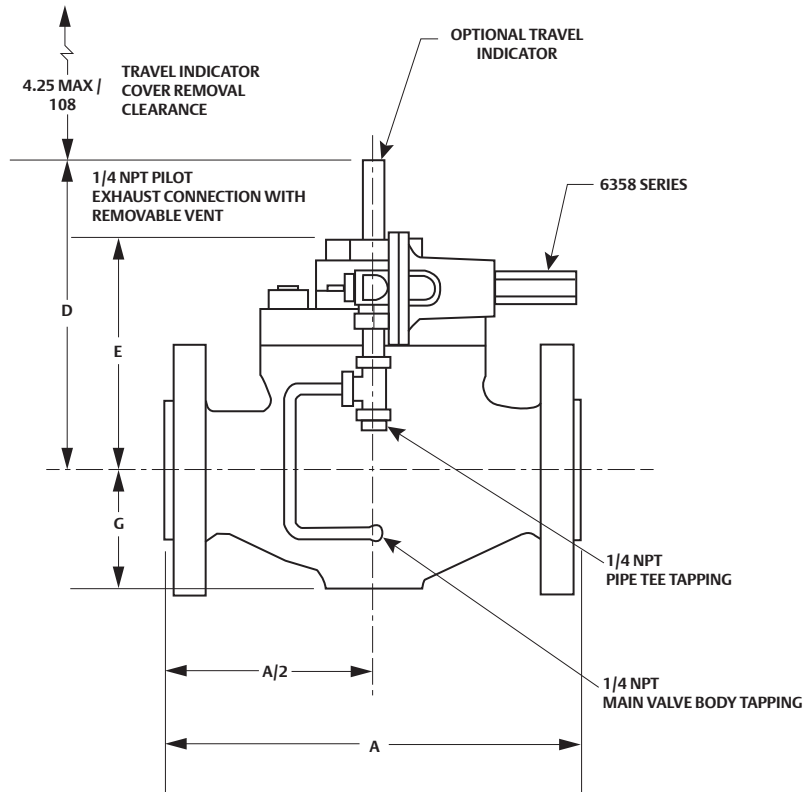 OPTIONAL TRAVEL
INDICATOR
4.25 MAX /
108
TRAVEL INDICATOR
COVER REMOVAL
CLEARANCE
1/4 NPT PILOT
EXHAUST CONNECTION WITH
REMOVABLE VENT
6358 SERIES
D
E
G
1/4 NPT
PIPE TEE TAPPING
A/2
1/4 NPT
MAIN VALVE BODY TAPPING
A